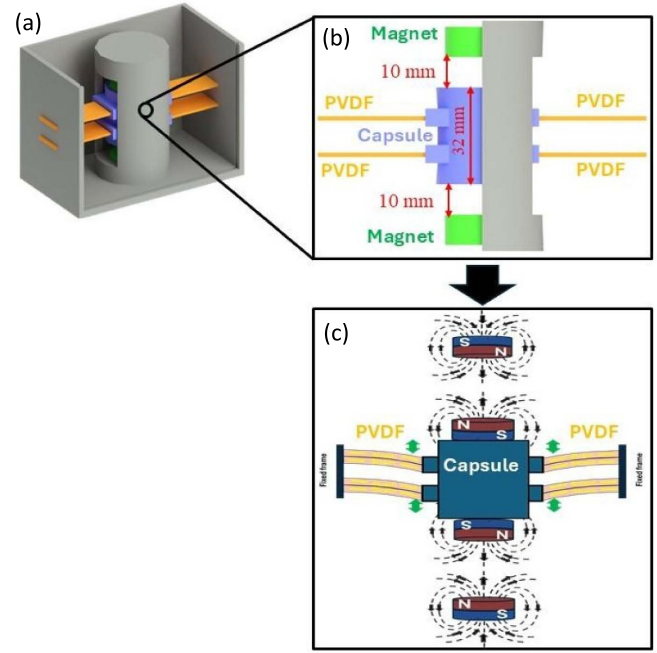 (a)
(b)
Magnet
10 mm
PVDF
PVDF
Capsule
32 mm
PVDF
PVDF
10 mm
Magnet
(c)
S
N
N
S
PVDF
PVDF
Capsule
Fixed frame
Fixed frame
S
N
N
S